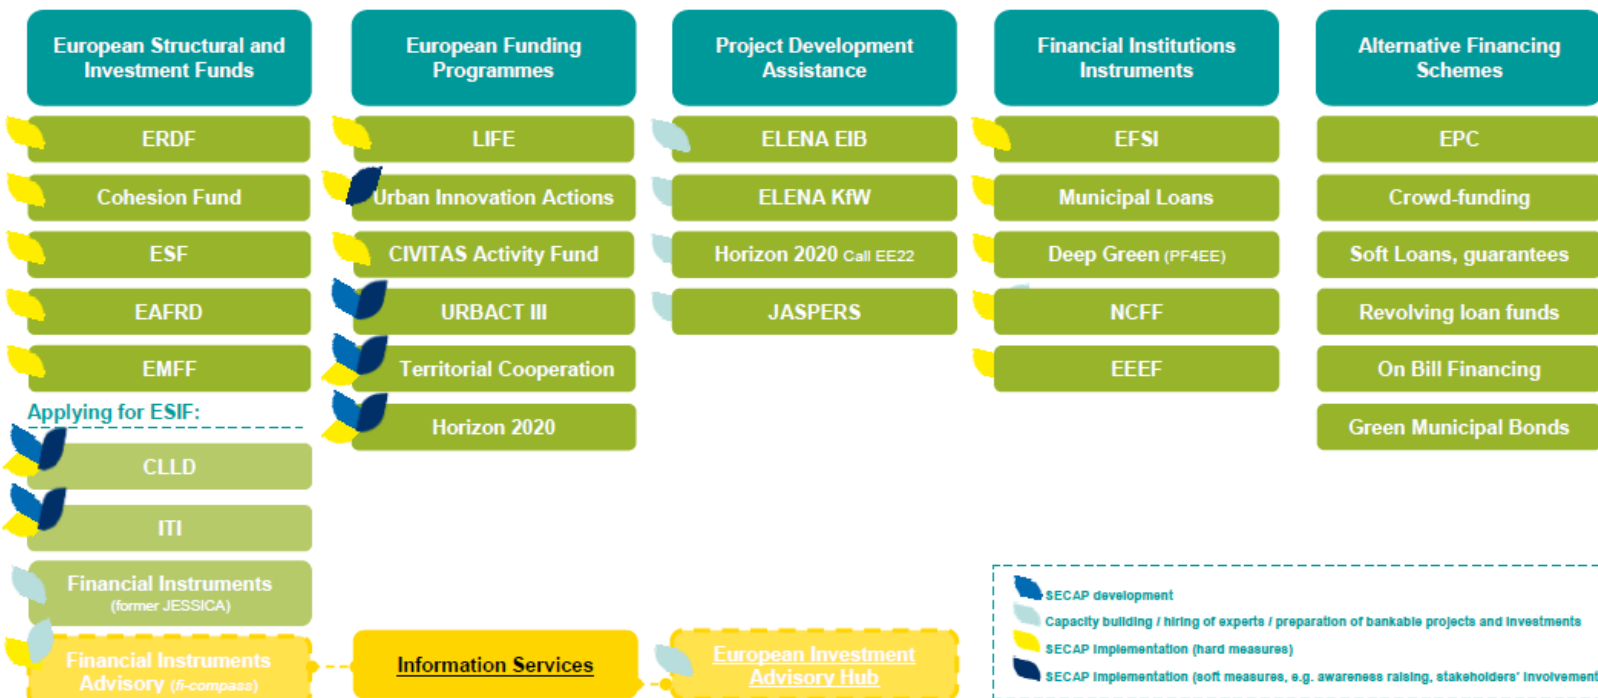 European Structural and
Investment Funds
ERDF
Cohesion Fund
ESF
EAFRD
EMFF
Applying for ESIF:
CLLD
ITI
Financial Instruments
(former JESSICA)
Financial Instruments
Advisory (fi-compass)
European Funding
Programmes
LIFE
Urban Innovation Actions
CIVITAS Activity Fund
URBACT III
Territorial Cooperation
Horizon 2020
Information Services
Project Development
Assistance
ELENA EIB
ELENA KfW
Horizon 2020 Call EE22
JASPERS
European Investment
Advisory Hub
Financial Institutions
Instruments
EFSI
Municipal Loans
Deep Green (PF4EE)
NCFF
EEEF
Alternative Financing
Schemes
EPC
Crowd-funding
Soft Loans, guarantees
Revolving loan funds
On Bill Financing
Green Municipal Bonds
SECAP development
Capacity building / hiring of experts / preparation of bankable projects and investments
SECAP implementation (hard measures)
SECAP implementation (soft measures, e.g. awareness raising, stakeholders' involvement